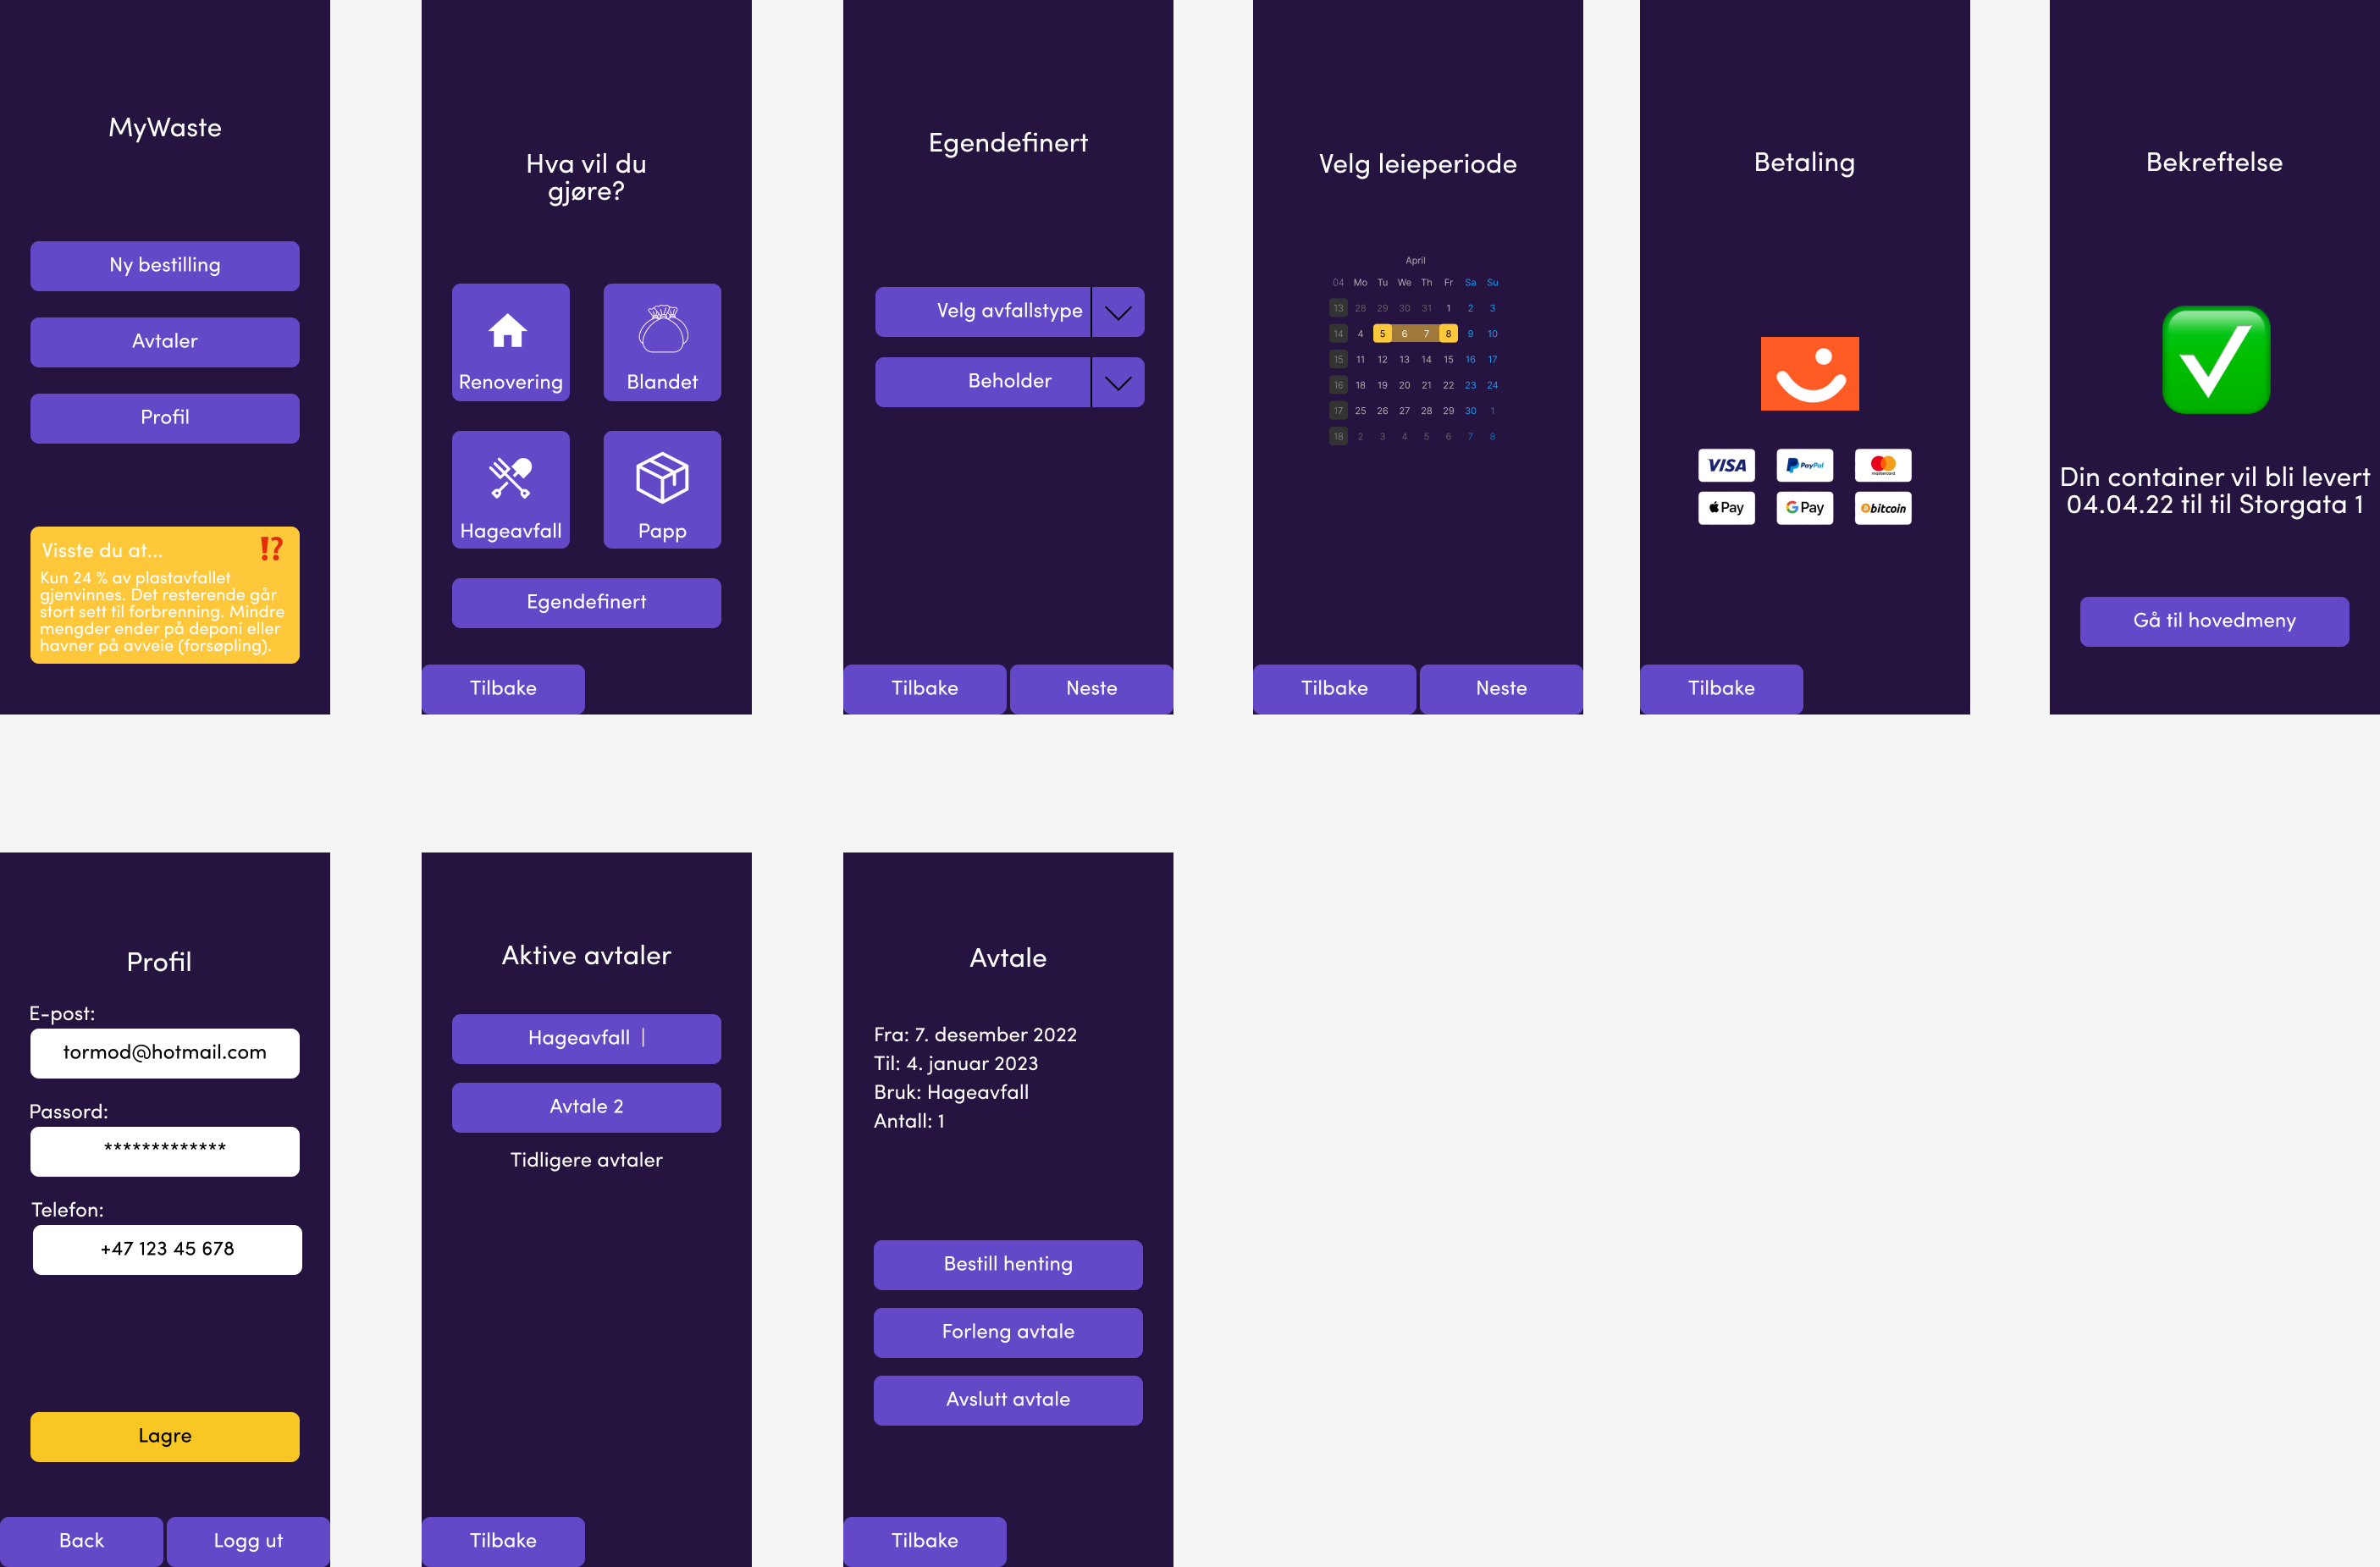 MyWaste
Ny bestilling
Avtaler
Profil
Visste du at... ⁉
Kun 24 % av plastavfallet
gjenvinnes. Det resterende går
stort sett til forbrenning. Mindre
mengder ender på deponi eller
havner på avveie (forsøpling).
Hva vil du
gjøre?
Renovering
Blandet
Hageavfall
Papp
Egendefinert
Tilbake
Egendefinert
Velg avfallstype
Beholder
Tilbake
Neste
Velg leieperiode
April
04 Mo Tu We Th Fr Sa Su
13 28 29 30 31 1 2 3
14 4 5 6 7 8 9 10
15 11 12 13 14 15 16 17
16 18 19 20 21 22 23 24
17 25 26 27 28 29 30 1
18 2 3 4 5 6 7 8
Tilbake
Neste
Betaling
VISA
PayPal
mastercard
Pay
G Pay
bitcoin
Tilbake
Bekreftelse
Din container vil bli levert
04.04.22 til til Storgata 1
Gå til hovedmeny
Profil
E-post:
tormod@hotmail.com
Passord:
*************
Telefon:
+47 123 45 678
Lagre
Back
Logg ut
Aktive avtaler
Hageavfall |
Avtale 2
Tidligere avtaler
Tilbake
Avtale
Fra: 7. desember 2022
Til: 4. januar 2023
Bruk: Hageavfall
Antall: 1
Bestill henting
Forleng avtale
Avslutt avtale
Tilbake